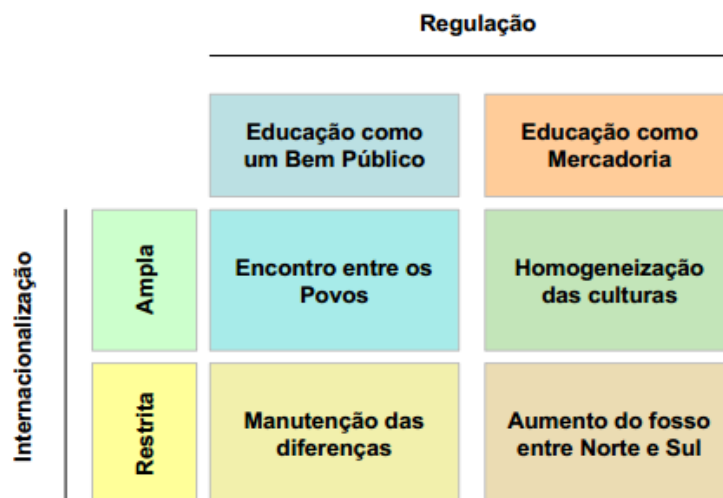 Regulação
Educação como
um Bem Público
Educação como
Mercadoria
Internacionalização
Ampla
Encontro entre os
Povos
Homogeneização
das culturas
Restrita
Manutenção das
diferenças
Aumento do fosso
entre Norte e Sul